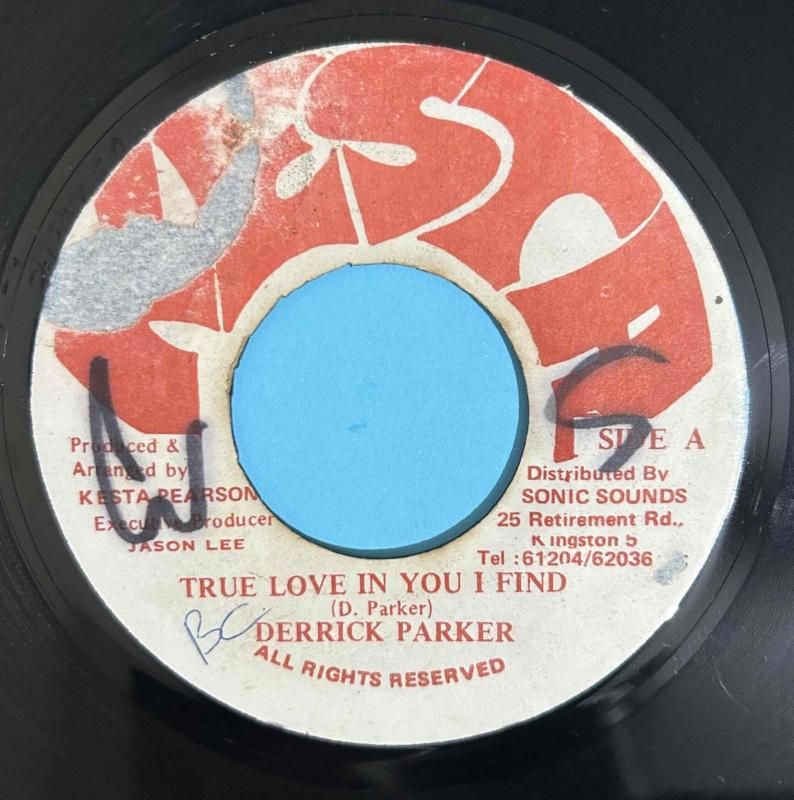 SIDE A
Produced &
Arranged by
KESTA PEARSON
Executive Producer
JASON LEE
Distributed By
SONIC SOUNDS
25 Retirement Rd.,
Kingston 5
Tel :61204/62036
TRUE LOVE IN YOU I FIND
(D. Parker)
DERRICK PARKER
ALL RIGHTS RESERVED
W S
BC